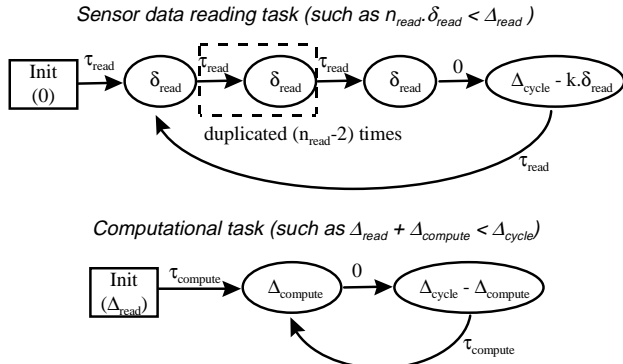 Sensor data reading task (such as n_read.δ_read < Δ_read )
Init
(0)
τ_read
δ_read
τ_read
δ_read
τ_read
δ_read
0
Δ_cycle - k.δ_read
duplicated (n_read-2) times
τ_read
Computational task (such as Δ_read + Δ_compute < Δ_cycle)
Init
(Δ_read)
τ_compute
Δ_compute
0
Δ_cycle - Δ_compute
τ_compute